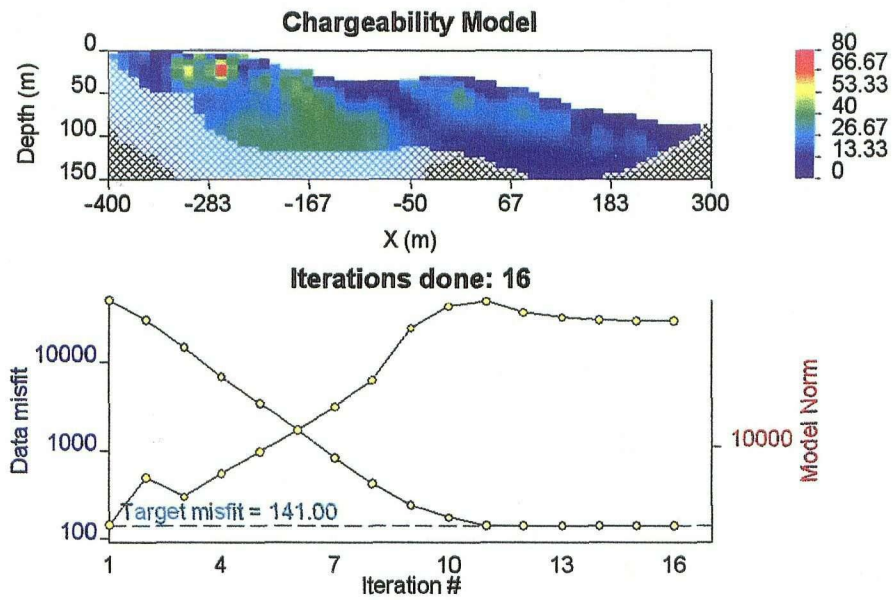 Chargeability Model
Depth (m)
0
50
100
150
-400 -283 -167 -50 67 183 300
X (m)
80
66.67
53.33
40
26.67
13.33
0
Iterations done: 16
Data misfit
10000
1000
100
Target misfit = 141.00
10000
Model Norm
1 4 7 10 13 16
Iteration #